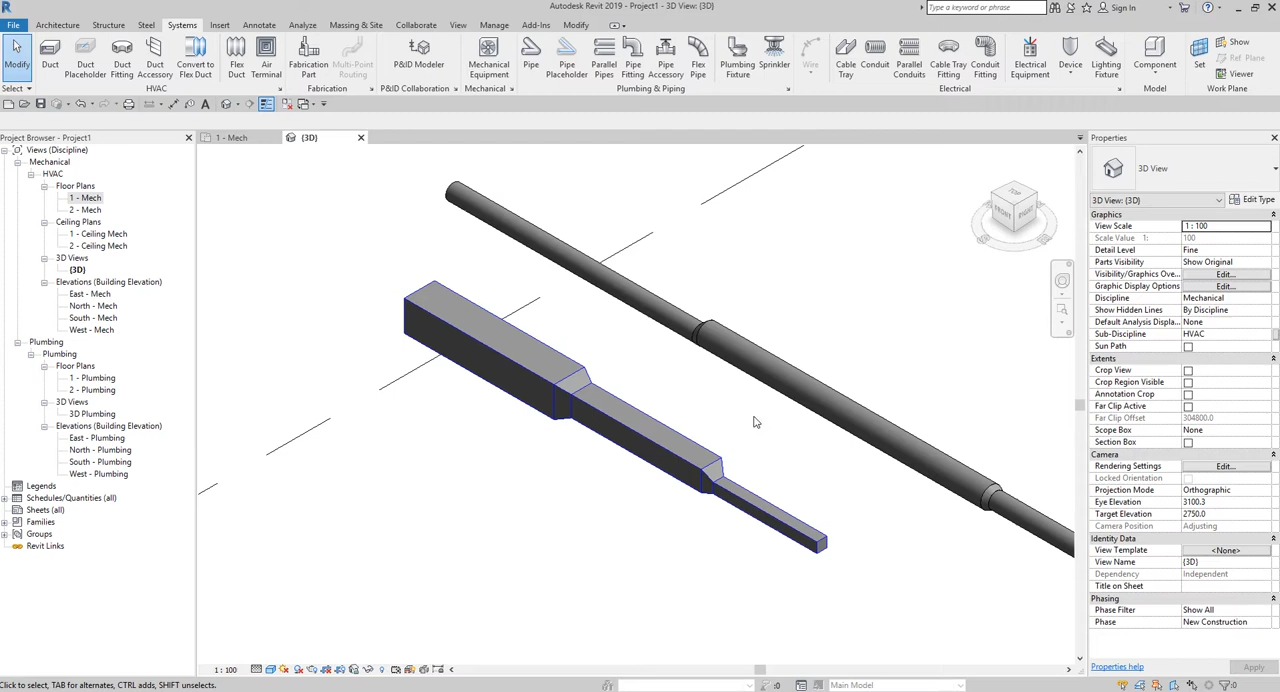 Autodesk Revit 2019 - Project1 - 3D View: {3D}
Type a keyword or phrase
Sign In
File Architecture Structure Steel Systems Insert Annotate Analyze Massing & Site Collaborate View Manage Add-Ins Modify
Modify
Duct
Duct Placeholder
Duct Fitting
Duct Accessory
Convert to Flex Duct
Flex Duct
Air Terminal
Fabrication Part
Multi-Point Routing
P&ID Modeler
Mechanical Equipment
Pipe
Pipe Placeholder
Parallel Pipes
Pipe Fitting
Pipe Accessory
Flex Pipe
Plumbing Fixture
Sprinkler
Wire
Cable Tray
Conduit
Parallel Conduits
Cable Tray Fitting
Conduit Fitting
Electrical Equipment
Device
Lighting Fixture
Component
Set
Show
Ref Plane
Viewer
Select
HVAC
Fabrication
P&ID Collaboration
Mechanical
Plumbing & Piping
Electrical
Model
Work Plane
Project Browser - Project1
1 - Mech
{3D}
Properties
Views (Discipline)
Mechanical
HVAC
Floor Plans
1 - Mech
2 - Mech
Ceiling Plans
1 - Ceiling Mech
2 - Ceiling Mech
3D Views
{3D}
Elevations (Building Elevation)
East - Mech
North - Mech
South - Mech
West - Mech
Plumbing
Plumbing
Floor Plans
1 - Plumbing
2 - Plumbing
3D Views
3D Plumbing
Elevations (Building Elevation)
East - Plumbing
North - Plumbing
South - Plumbing
West - Plumbing
Legends
Schedules/Quantities (all)
Sheets (all)
Families
Groups
Revit Links
TOP
FRONT
RIGHT
3D View
3D View: {3D}
Edit Type
Graphics
View Scale 1 : 100
Scale Value 1: 100
Detail Level Fine
Parts Visibility Show Original
Visibility/Graphics Ove... Edit...
Graphic Display Options Edit...
Discipline Mechanical
Show Hidden Lines By Discipline
Default Analysis Displa... None
Sub-Discipline HVAC
Sun Path
Extents
Crop View
Crop Region Visible
Annotation Crop
Far Clip Active
Far Clip Offset 304800.0
Scope Box None
Section Box
Camera
Rendering Settings Edit...
Locked Orientation
Projection Mode Orthographic
Eye Elevation 3100.3
Target Elevation 2750.0
Camera Position Adjusting
Identity Data
View Template <None>
View Name {3D}
Dependency Independent
Title on Sheet
Phasing
Phase Filter Show All
Phase New Construction
Properties help
Apply
1 : 100
Click to select, TAB for alternates, CTRL adds, SHIFT unselects.
:0
Main Model
:0